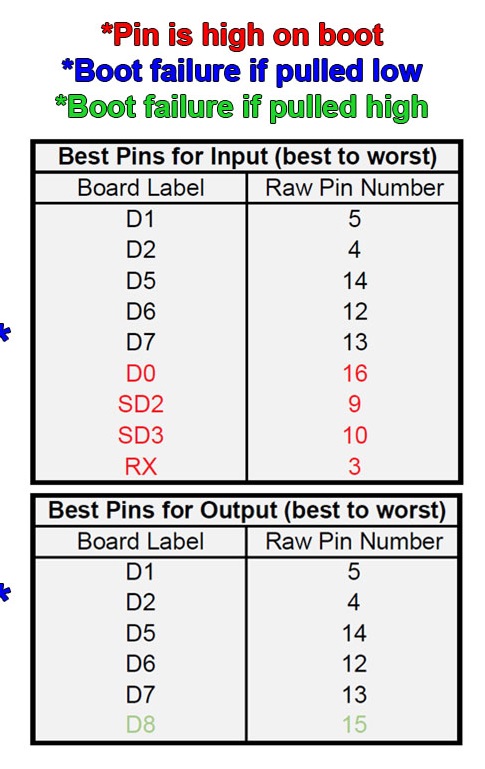 *Pin is high on boot
*Boot failure if pulled low
*Boot failure if pulled high
Best Pins for Input (best to worst)
Board Label Raw Pin Number
D1 5
D2 4
D5 14
D6 12
D7 13
*
D0 16
SD2 9
SD3 10
RX 3
Best Pins for Output (best to worst)
Board Label Raw Pin Number
D1 5
*
D2 4
D5 14
D6 12
D7 13
D8 15